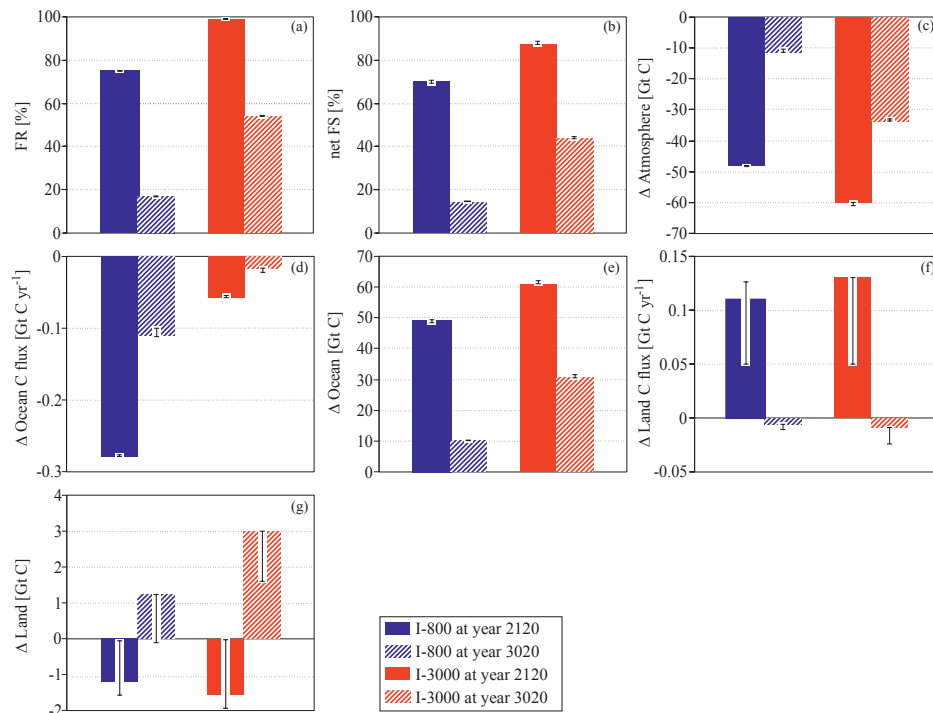 (a)
FR [%]
100%
80
60
40
20
0
(b)
net FS [%]
100%
80
60
40
20
0
(c)
Δ Atmosphere [Gt C]
0
-10
-20
-30
-40
-50
-60
-70
(d)
Δ Ocean C flux [Gt C yr⁻¹]
0
-0.1
-0.2
-0.3
(e)
Δ Ocean [Gt C]
70
60
50
40
30
20
10
0
(f)
Δ Land C flux [Gt C yr⁻¹]
0.15
0.1
0.05
0
-0.05
(g)
Δ Land [Gt C]
4
3
2
1
0
-1
-2
I-800 at year 2120
I-800 at year 3020
I-3000 at year 2120
I-3000 at year 3020